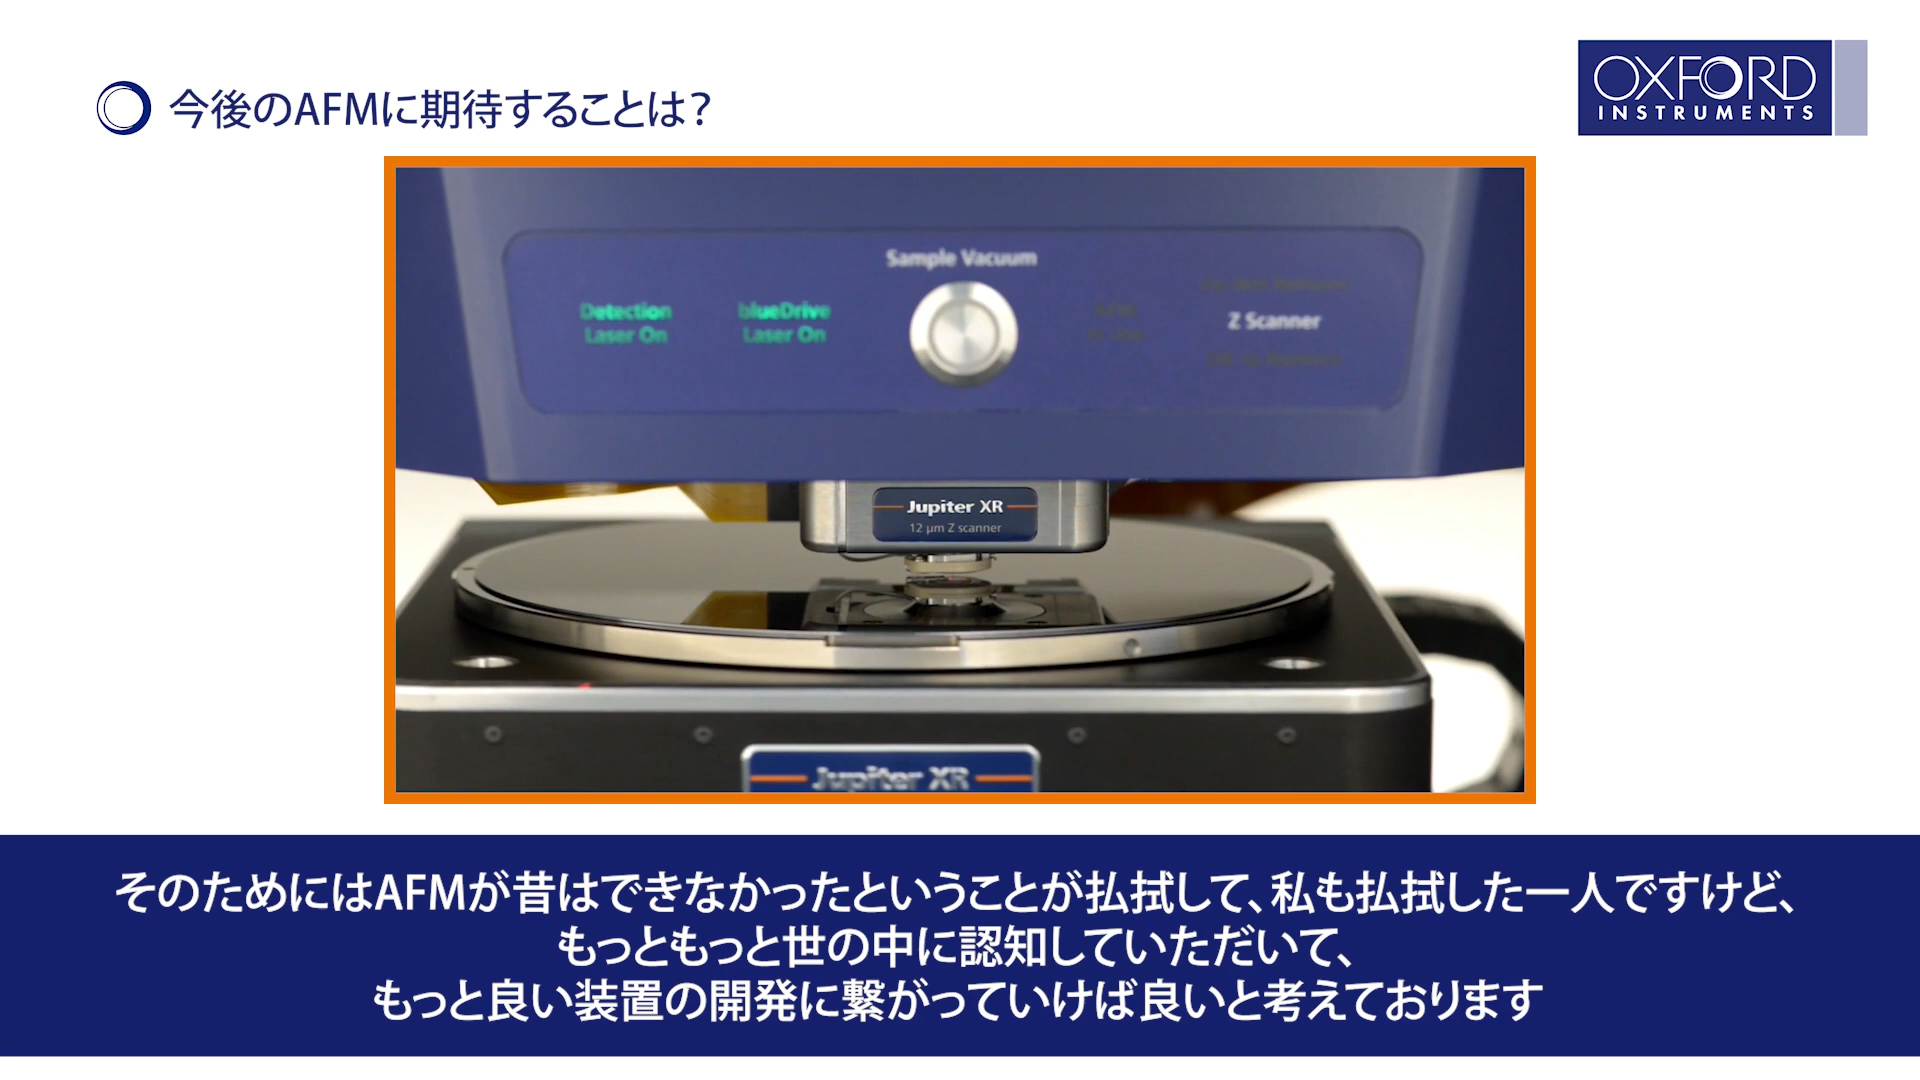 今後のAFMに期待することは?
OXFORD
INSTRUMENTS
Sample Vacuum
Detection
Laser On
blueDrive
Laser On
Z Scanner
Jupiter XR
12 µm Z scanner
Jupiter XR
そのためにはAFMが昔はできなかったということが払拭して、私も払拭した一人ですけど、
もっともっと世の中に認知していただいて、
もっと良い装置の開発に繋がっていけば良いと考えております